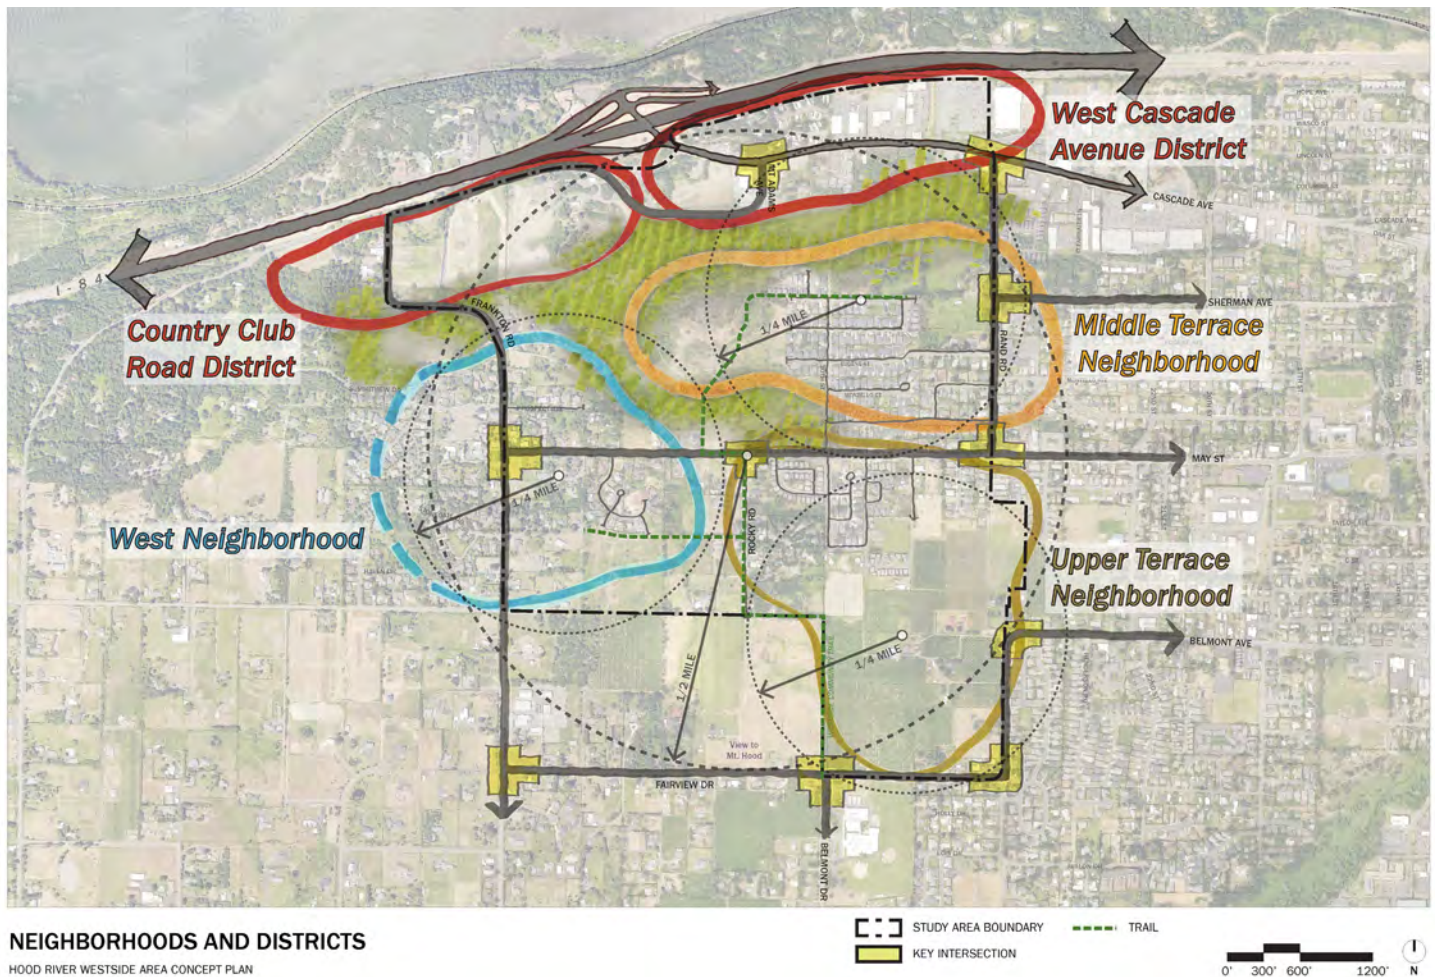 West Cascade
Avenue District
CASCADE AVE
MT ADAMS
AVE
I-84
Country Club
Road District
FRANKTON RD
1/4 MILE
SHERMAN AVE
Middle Terrace
Neighborhood
RAND RD
MAY ST
West Neighborhood
1/4 MILE
ROCKY RD
Upper Terrace
Neighborhood
BELMONT AVE
1/4 MILE
1/2 MILE
View to
Mt. Hood
FAIRVIEW DR
BELMONT DR
NEIGHBORHOODS AND DISTRICTS
HOOD RIVER WESTSIDE AREA CONCEPT PLAN
STUDY AREA BOUNDARY
TRAIL
KEY INTERSECTION
0' 300' 600' 1200'
N